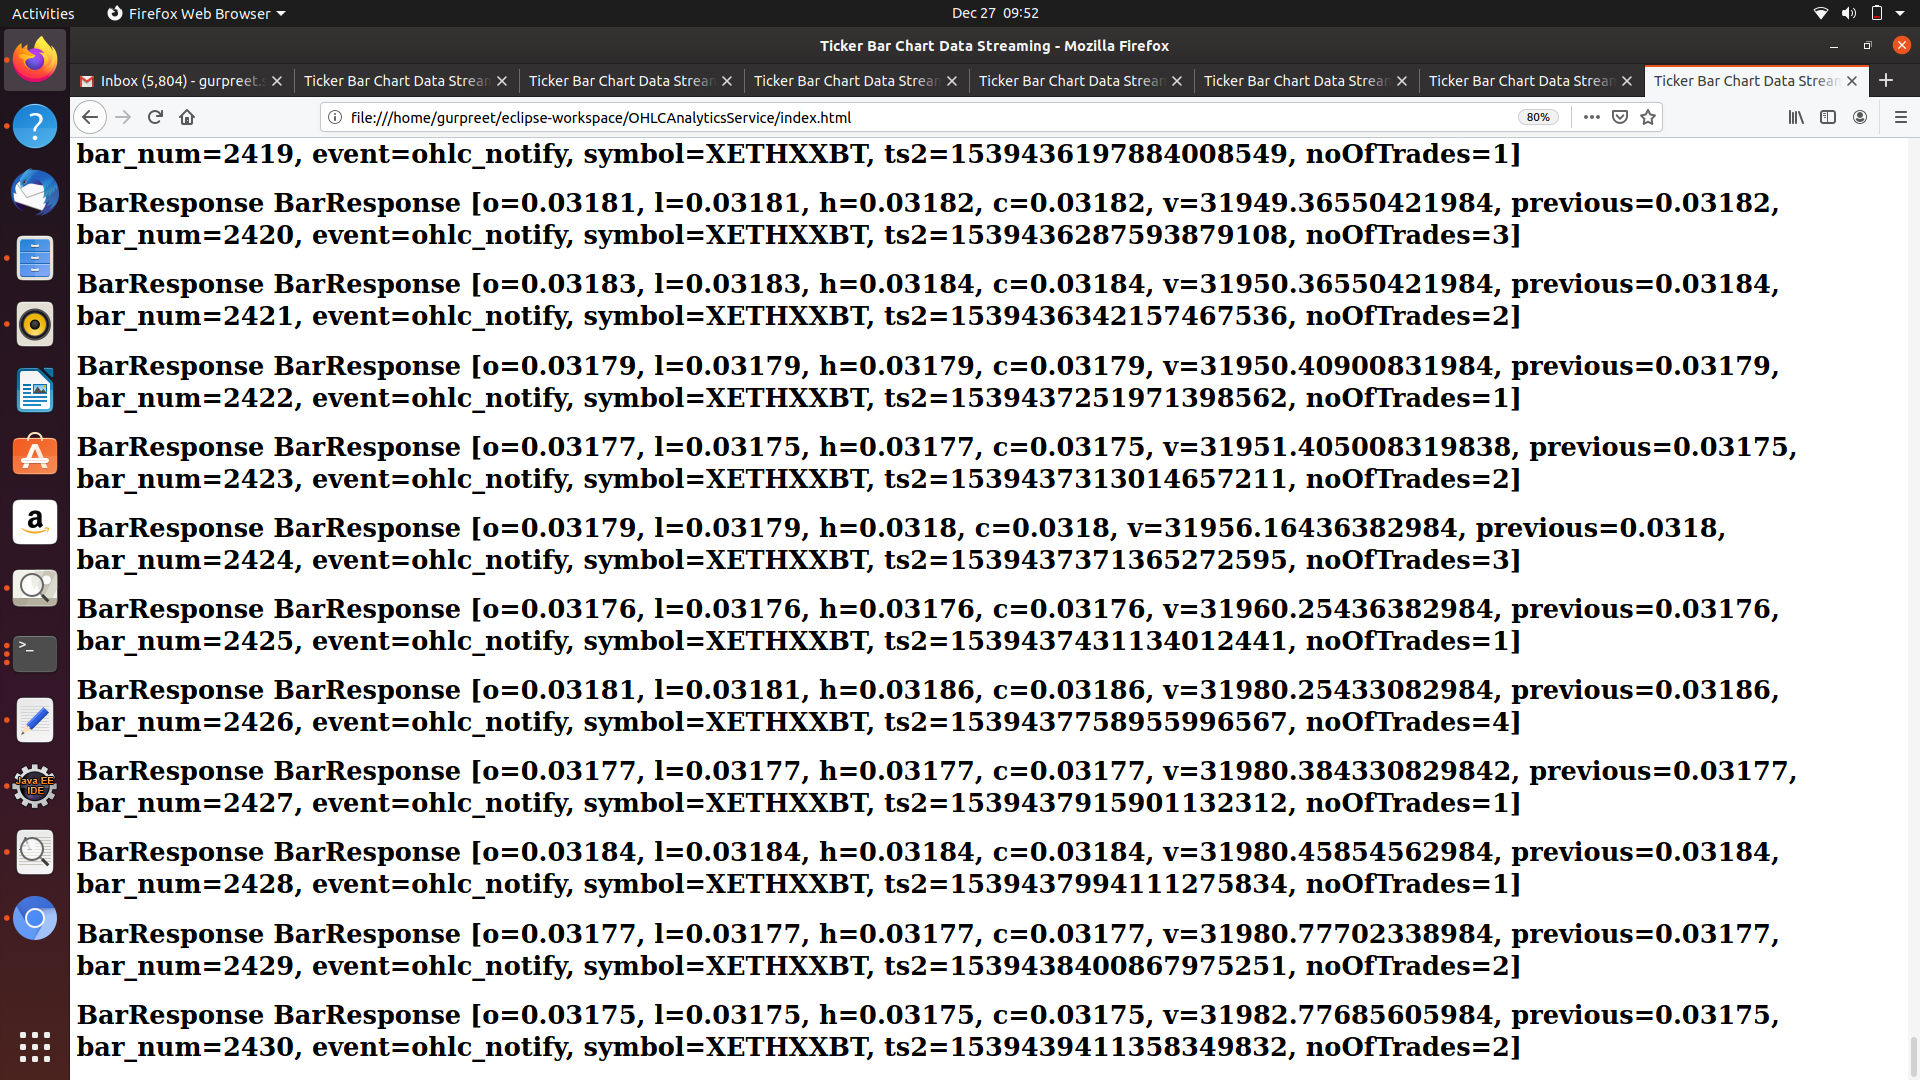 Activities
Firefox Web Browser
Dec 27 09:52
Ticker Bar Chart Data Streaming - Mozilla Firefox
Inbox (5,804) - gurpreet.s
Ticker Bar Chart Data Stream
Ticker Bar Chart Data Stream
Ticker Bar Chart Data Stream
Ticker Bar Chart Data Stream
Ticker Bar Chart Data Stream
Ticker Bar Chart Data Stream
Ticker Bar Chart Data Stream
file:///home/gurpreet/eclipse-workspace/OHLCAnalyticsService/index.html
80%
bar_num=2419, event=ohlc_notify, symbol=XETHXXBT, ts2=1539436197884008549, noOfTrades=1]
BarResponse BarResponse [o=0.03181, l=0.03181, h=0.03182, c=0.03182, v=31949.36550421984, previous=0.03182,
bar_num=2420, event=ohlc_notify, symbol=XETHXXBT, ts2=1539436287593879108, noOfTrades=3]
BarResponse BarResponse [o=0.03183, l=0.03183, h=0.03184, c=0.03184, v=31950.36550421984, previous=0.03184,
bar_num=2421, event=ohlc_notify, symbol=XETHXXBT, ts2=1539436342157467536, noOfTrades=2]
BarResponse BarResponse [o=0.03179, l=0.03179, h=0.03179, c=0.03179, v=31950.40900831984, previous=0.03179,
bar_num=2422, event=ohlc_notify, symbol=XETHXXBT, ts2=1539437251971398562, noOfTrades=1]
BarResponse BarResponse [o=0.03177, l=0.03175, h=0.03177, c=0.03175, v=31951.405008319838, previous=0.03175,
bar_num=2423, event=ohlc_notify, symbol=XETHXXBT, ts2=1539437313014657211, noOfTrades=2]
BarResponse BarResponse [o=0.03179, l=0.03179, h=0.0318, c=0.0318, v=31956.16436382984, previous=0.0318,
bar_num=2424, event=ohlc_notify, symbol=XETHXXBT, ts2=1539437371365272595, noOfTrades=3]
BarResponse BarResponse [o=0.03176, l=0.03176, h=0.03176, c=0.03176, v=31960.25436382984, previous=0.03176,
bar_num=2425, event=ohlc_notify, symbol=XETHXXBT, ts2=1539437431134012441, noOfTrades=1]
BarResponse BarResponse [o=0.03181, l=0.03181, h=0.03186, c=0.03186, v=31980.25433082984, previous=0.03186,
bar_num=2426, event=ohlc_notify, symbol=XETHXXBT, ts2=1539437758955996567, noOfTrades=4]
BarResponse BarResponse [o=0.03177, l=0.03177, h=0.03177, c=0.03177, v=31980.384330829842, previous=0.03177,
bar_num=2427, event=ohlc_notify, symbol=XETHXXBT, ts2=1539437915901132312, noOfTrades=1]
BarResponse BarResponse [o=0.03184, l=0.03184, h=0.03184, c=0.03184, v=31980.45854562984, previous=0.03184,
bar_num=2428, event=ohlc_notify, symbol=XETHXXBT, ts2=1539437994111275834, noOfTrades=1]
BarResponse BarResponse [o=0.03177, l=0.03177, h=0.03177, c=0.03177, v=31980.77702338984, previous=0.03177,
bar_num=2429, event=ohlc_notify, symbol=XETHXXBT, ts2=1539438400867975251, noOfTrades=2]
BarResponse BarResponse [o=0.03175, l=0.03175, h=0.03175, c=0.03175, v=31982.77685605984, previous=0.03175,
bar_num=2430, event=ohlc_notify, symbol=XETHXXBT, ts2=1539439411358349832, noOfTrades=2]
Java EE
IDE